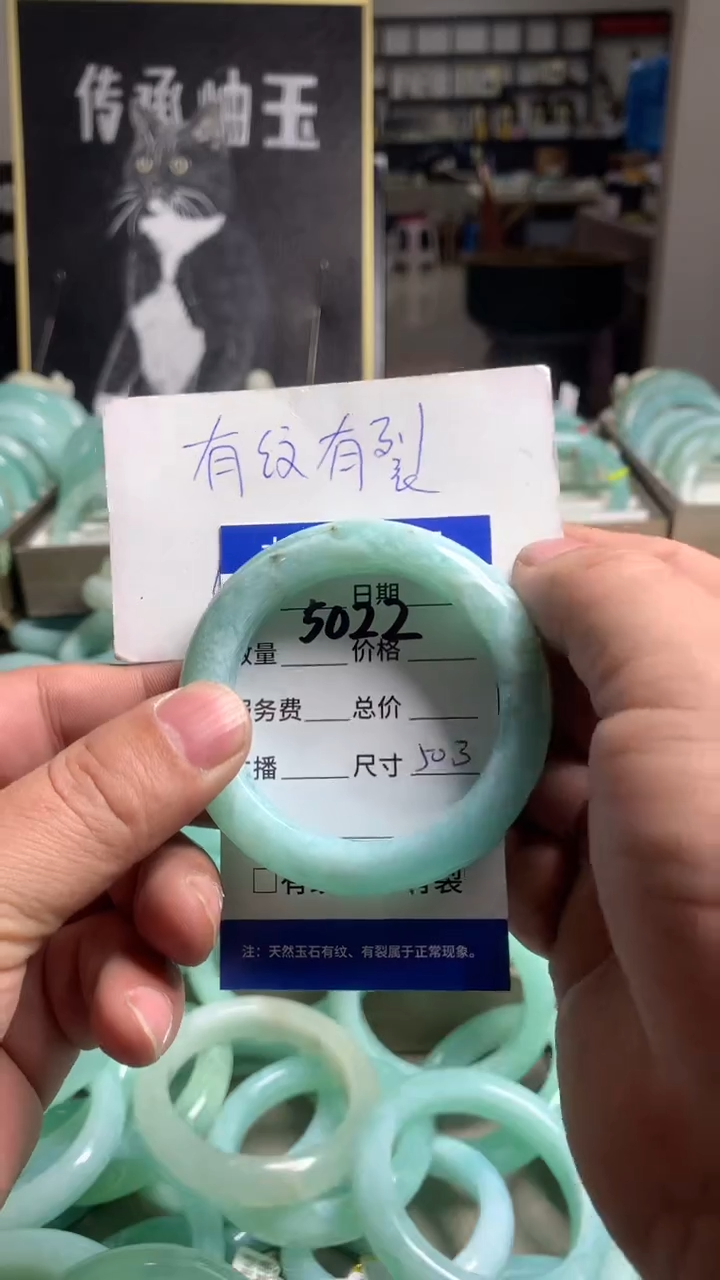 传承岫玉
有纹有裂
日期
5022
数量 价格
服务费 总价
播 尺寸 503
注：天然玉石有纹、有裂属于正常现象。